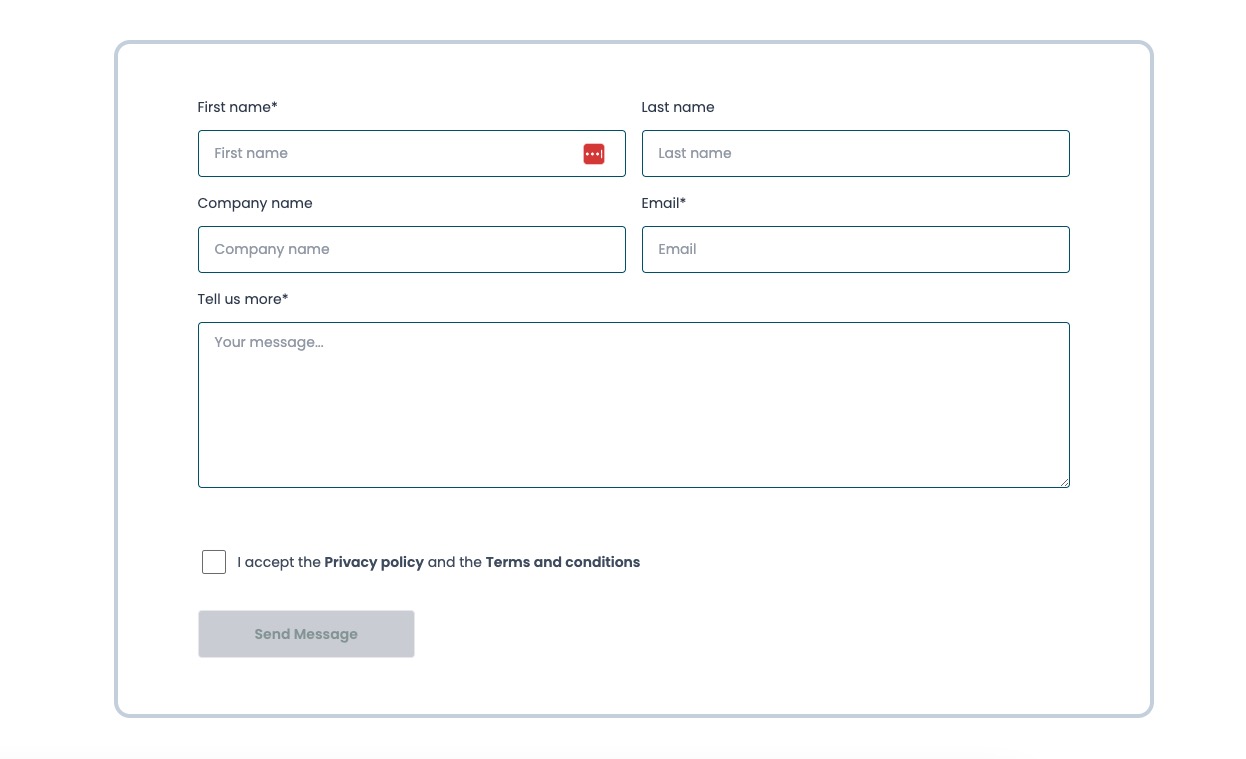 First name*
Last name
First name
Last name
Company name
Email*
Company name
Email
Tell us more*
Your message...
I accept the Privacy policy and the Terms and conditions
Send Message